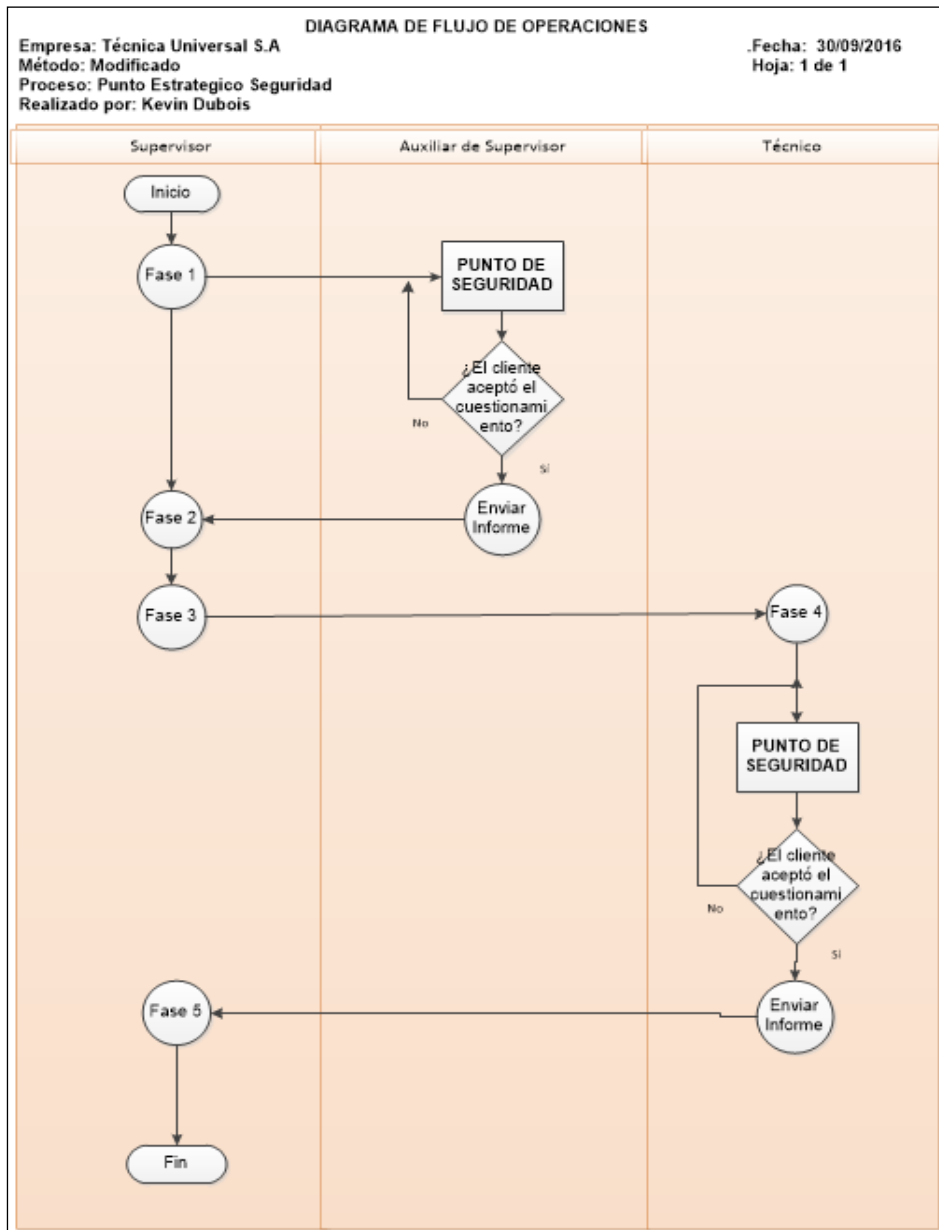 DIAGRAMA DE FLUJO DE OPERACIONES
Empresa: Técnica Universal S.A
.Fecha: 30/09/2016
Método: Modificado
Hoja: 1 de 1
Proceso: Punto Estrategico Seguridad
Realizado por: Kevin Dubois
Supervisor
Auxiliar de Supervisor
Técnico
Inicio
Fase 1
PUNTO DE
SEGURIDAD
¿El cliente
aceptó el
cuestionami
ento?
No
Sí
Fase 2
Enviar
Informe
Fase 3
Fase 4
PUNTO DE
SEGURIDAD
¿El cliente
aceptó el
cuestionami
ento?
No
Sí
Fase 5
Enviar
Informe
Fin